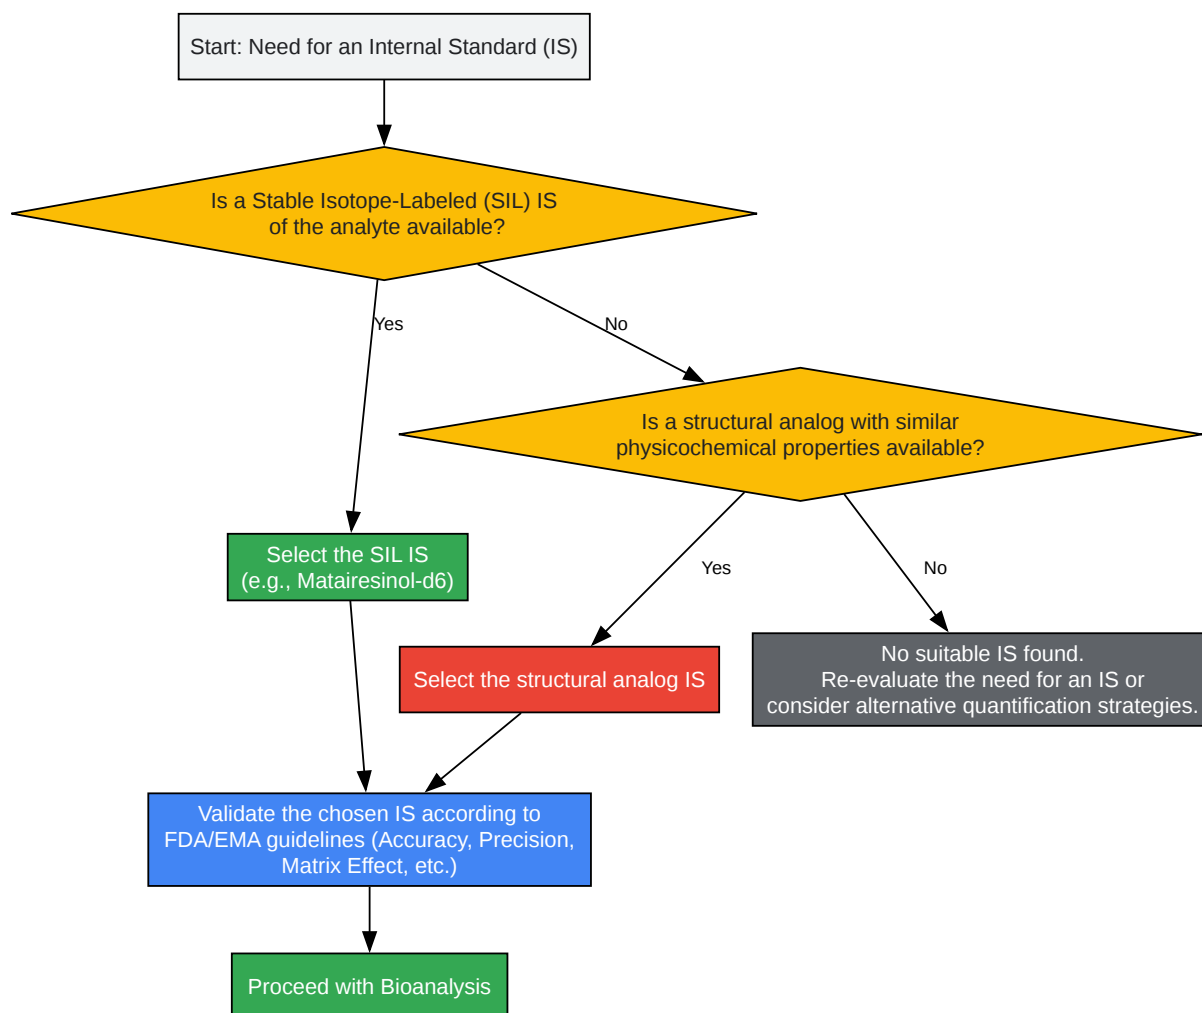 Start: Need for an Internal Standard (IS)
Is a Stable Isotope-Labeled (SIL) IS
of the analyte available?
Yes
No
Is a structural analog with similar
physicochemical properties available?
Select the SIL IS
(e.g., Matairesinol-d6)
Yes
No
Select the structural analog IS
No suitable IS found.
Re-evaluate the need for an IS or
consider alternative quantification strategies.
Validate the chosen IS according to
FDA/EMA guidelines (Accuracy, Precision,
Matrix Effect, etc.)
Proceed with Bioanalysis